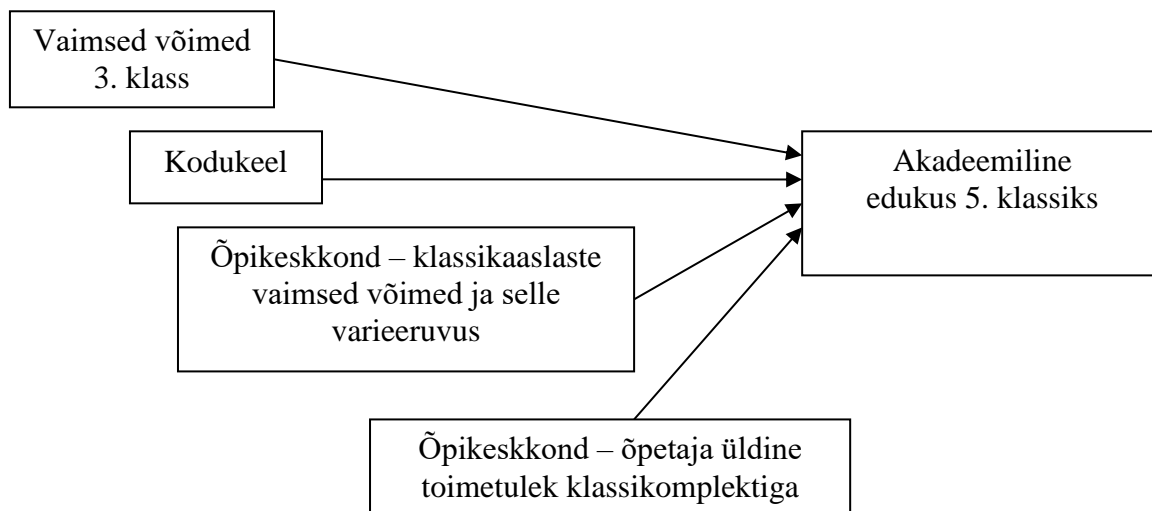 Vaimsed võimed
3. klass
Kodukeel
Akadeemiline
edukus 5. klassiks
Õpikeskkond – klassikaaslaste
vaimsed võimed ja selle
varieeruvus
Õpikeskkond – õpetaja üldine
toimetulek klassikomplektiga